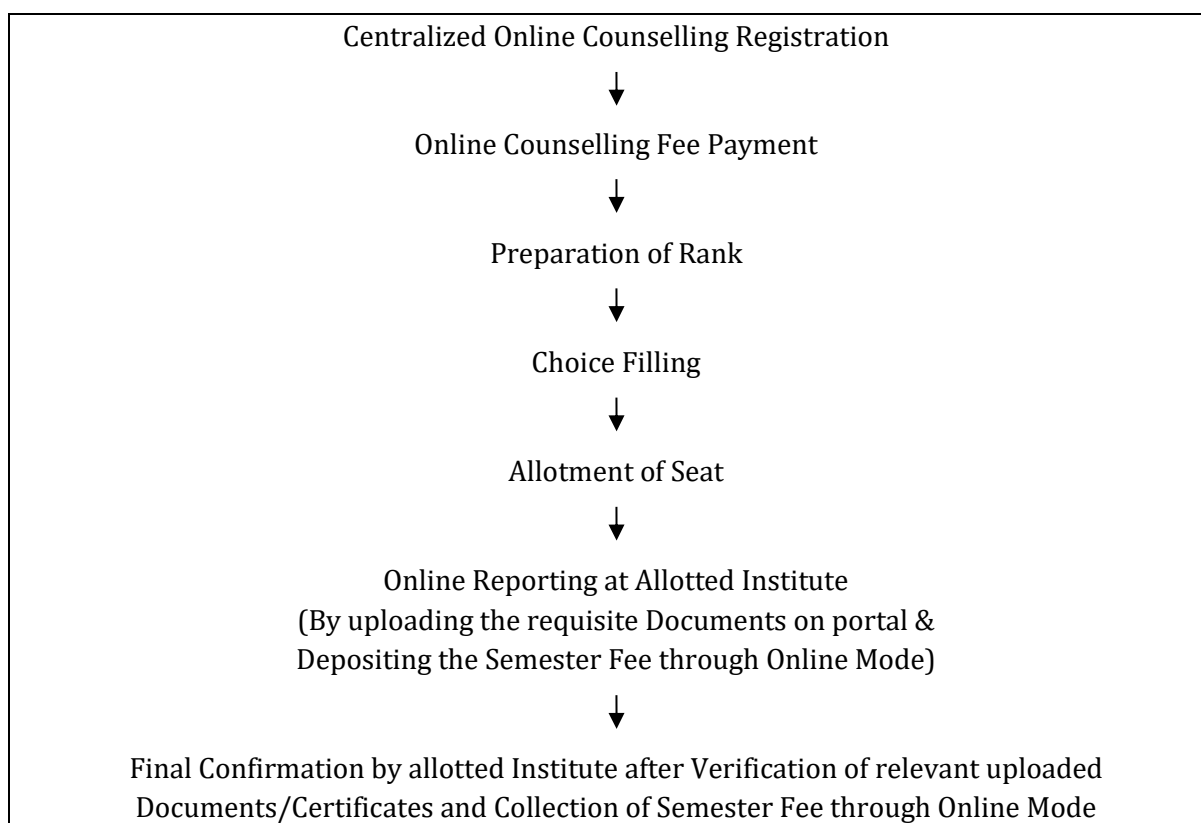 Centralized Online Counselling Registration
Online Counselling Fee Payment
Preparation of Rank
Choice Filling
Allotment of Seat
Online Reporting at Allotted Institute
(By uploading the requisite Documents on portal &
Depositing the Semester Fee through Online Mode)
Final Confirmation by allotted Institute after Verification of relevant uploaded
Documents/Certificates and Collection of Semester Fee through Online Mode